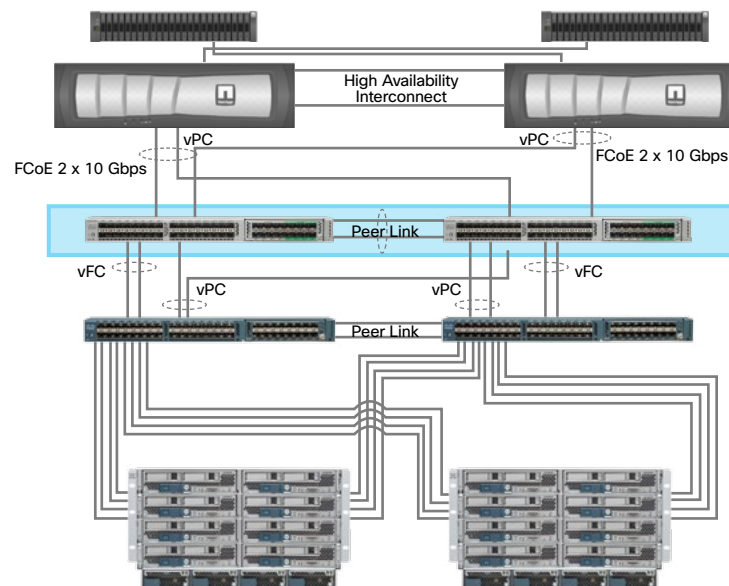 High Availability
Interconnect
vPC
vPC
FCoE 2 x 10 Gbps
FCoE 2 x 10 Gbps
Peer Link
vFC
vPC
vPC
vFC
Peer Link